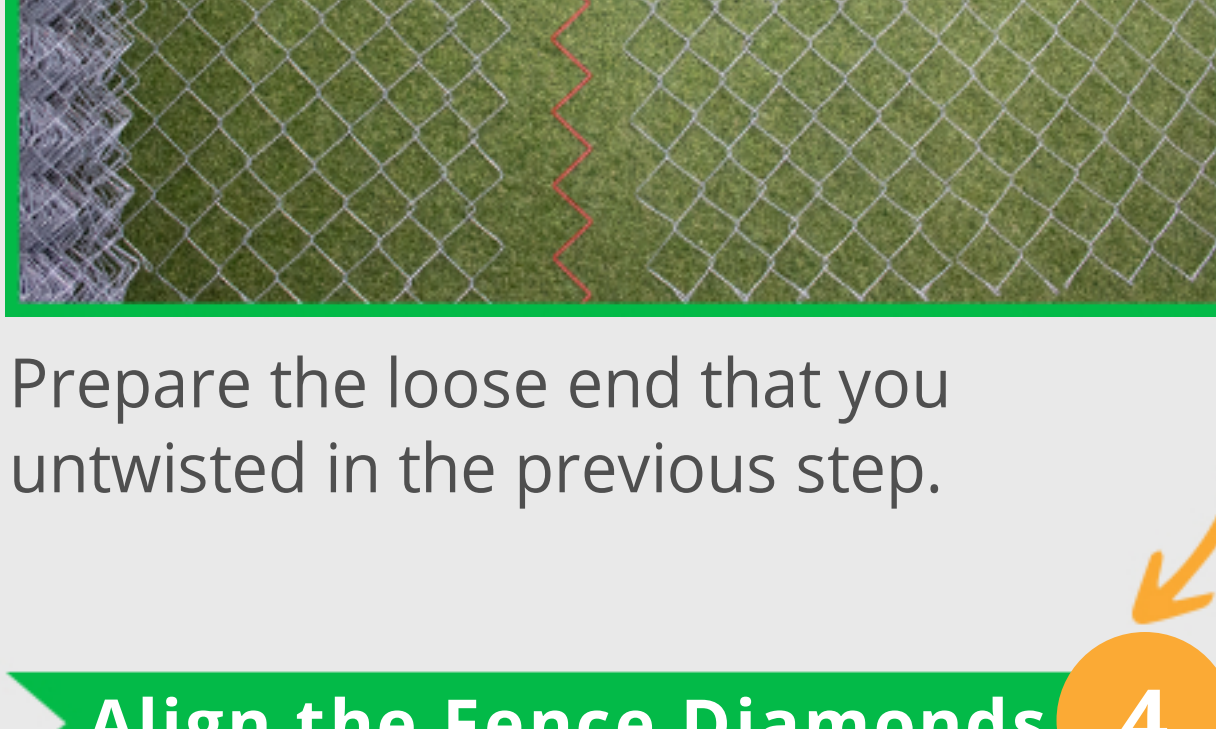 Prepare the loose end that you
untwisted in the previous step.
Align the Fence Diamonds
4